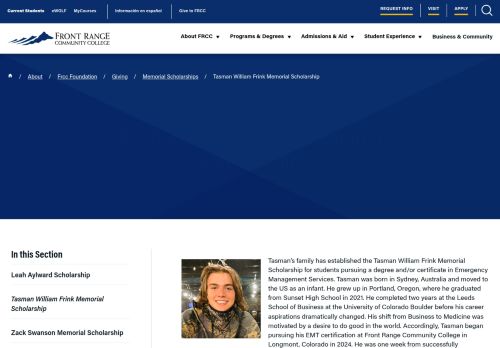 Current Students eWOLF MyCourses Información en español Give to FRCC REQUEST INFO VISIT APPLY
FRONT RANGE
COMMUNITY COLLEGE
About FRCC Programs & Degrees Admissions & Aid Student Experience Business & Community
/ About / Frcc Foundation / Giving / Memorial Scholarships / Tasman William Frink Memorial Scholarship
In this Section
Leah Aylward Scholarship
Tasman William Frink Memorial
Scholarship
Zack Swanson Memorial Scholarship
Tasman's family has established the Tasman William Frink Memorial
Scholarship for students pursuing a degree and/or certificate in Emergency
Management Services. Tasman was born in Sydney, Australia and moved to
the US as an infant. He grew up in Portland, Oregon, where he graduated
from Sunset High School in 2021. He completed two years at the Leeds
School of Business at the University of Colorado Boulder before his career
aspirations dramatically changed. His shift from Business to Medicine was
motivated by a desire to do good in the world. Accordingly, Tasman began
pursuing his EMT certification at Front Range Community College in
Longmont, Colorado in 2024. He was one week from successfully